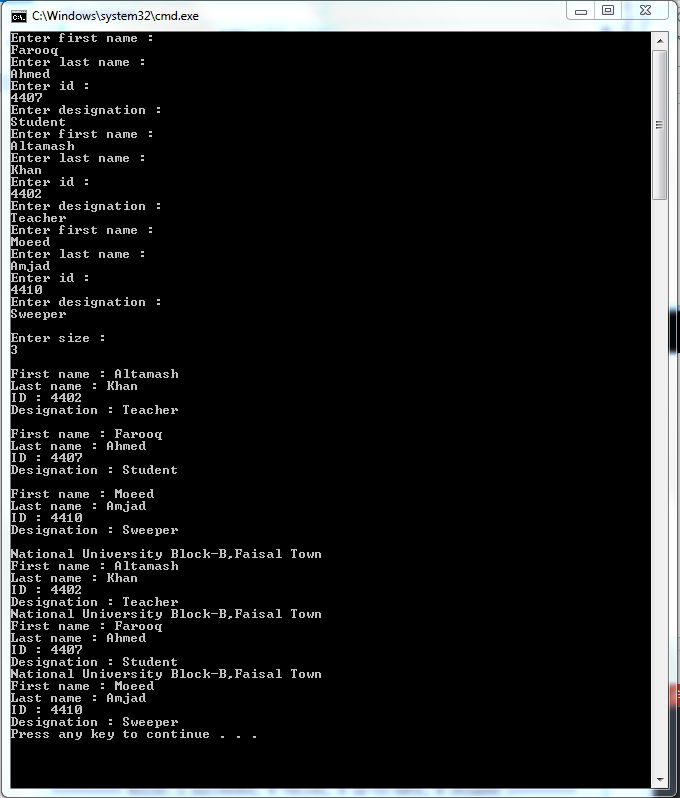 C:\Windows\system32\cmd.exe
Enter first name :
Farooq
Enter last name :
Ahmed
Enter id :
4407
Enter designation :
Student
Enter first name :
Altamash
Enter last name :
Khan
Enter id :
4402
Enter designation :
Teacher
Enter first name :
Moeed
Enter last name :
Amjad
Enter id :
4410
Enter designation :
Sweeper
Enter size :
3
First name : Altamash
Last name : Khan
ID : 4402
Designation : Teacher
First name : Farooq
Last name : Ahmed
ID : 4407
Designation : Student
First name : Moeed
Last name : Amjad
ID : 4410
Designation : Sweeper
National University Block-B,Faisal Town
First name : Altamash
Last name : Khan
ID : 4402
Designation : Teacher
National University Block-B,Faisal Town
First name : Farooq
Last name : Ahmed
ID : 4407
Designation : Student
National University Block-B,Faisal Town
First name : Moeed
Last name : Amjad
ID : 4410
Designation : Sweeper
Press any key to continue . . .